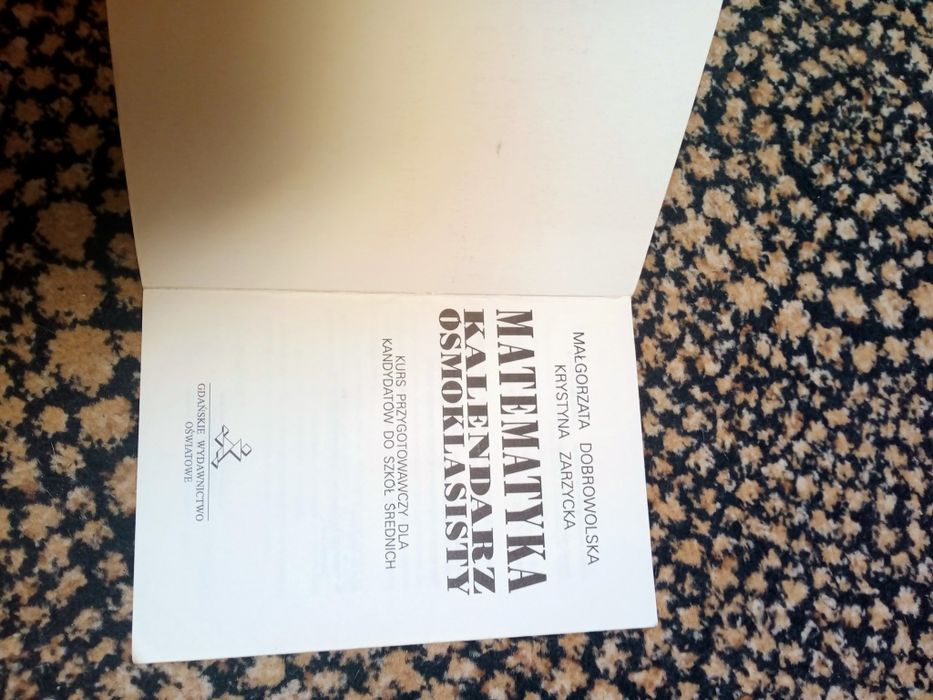 MAŁGORZATA DOBROWOLSKA
KRYSTYNA ZARZYCKA
MATEMATYKA
KALENDARZ
ÓSMOKLASISTY
KURS PRZYGOTOWAWCZY DLA
KANDYDATÓW DO SZKÓŁ ŚREDNICH
GDAŃSKIE WYDAWNICTWO
OŚWIATOWE